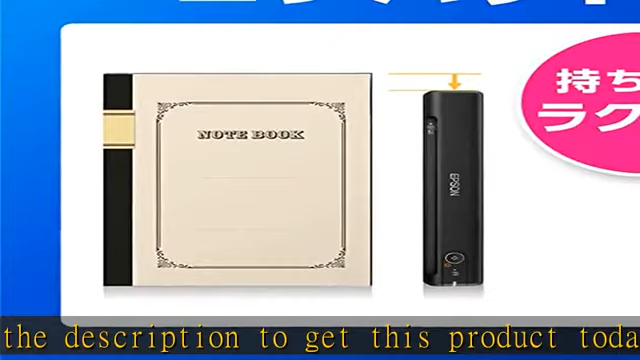 持ち
ラク
NOTE BOOK
EPSON
the description to get this product toda